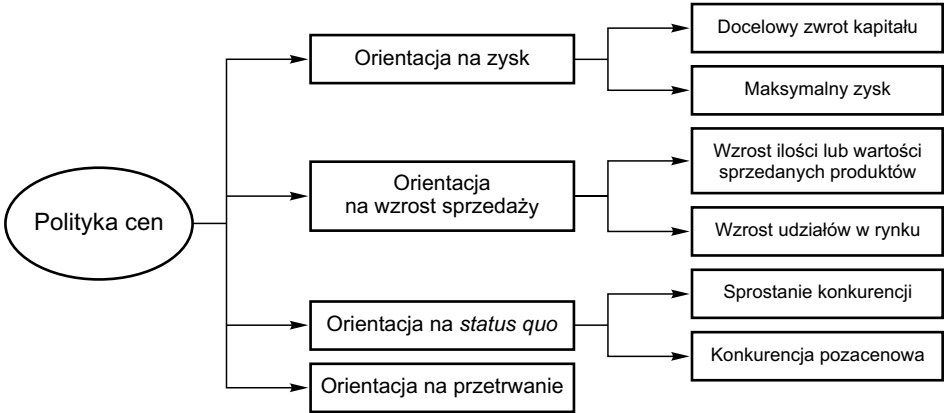 Polityka cen
Orientacja na zysk
Docelowy zwrot kapitału
Maksymalny zysk
Orientacja
na wzrost sprzedaży
Wzrost ilości lub wartości
sprzedanych produktów
Wzrost udziałów w rynku
Orientacja na status quo
Sprostanie konkurencji
Konkurencja pozacenowa
Orientacja na przetrwanie